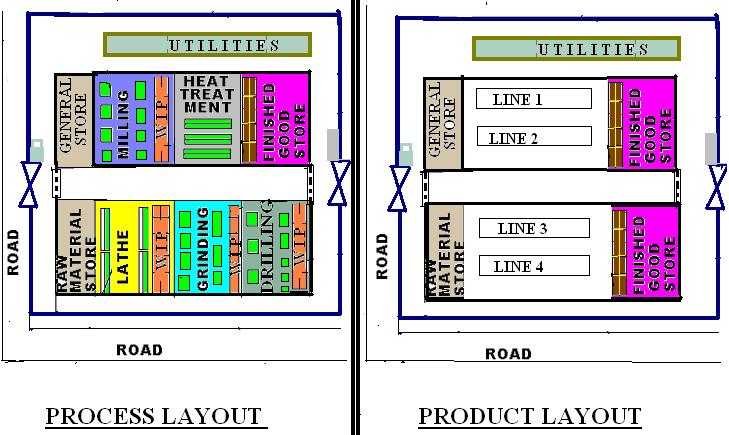 UTILITIES
GENERAL
STORE
MILLING
WIP
HEAT
TREAT
MENT
FINISHED
GOOD
STORE
RAW
MATERIAL
STORE
LATHE
WIP
GRINDING
WIP
DRILLING
WIP
ROAD
ROAD
PROCESS LAYOUT
UTILITIES
GENERAL
STORE
LINE 1
LINE 2
FINISHED
GOOD
STORE
RAW
MATERIAL
STORE
LINE 3
LINE 4
FINISHED
GOOD
STORE
ROAD
ROAD
PRODUCT LAYOUT